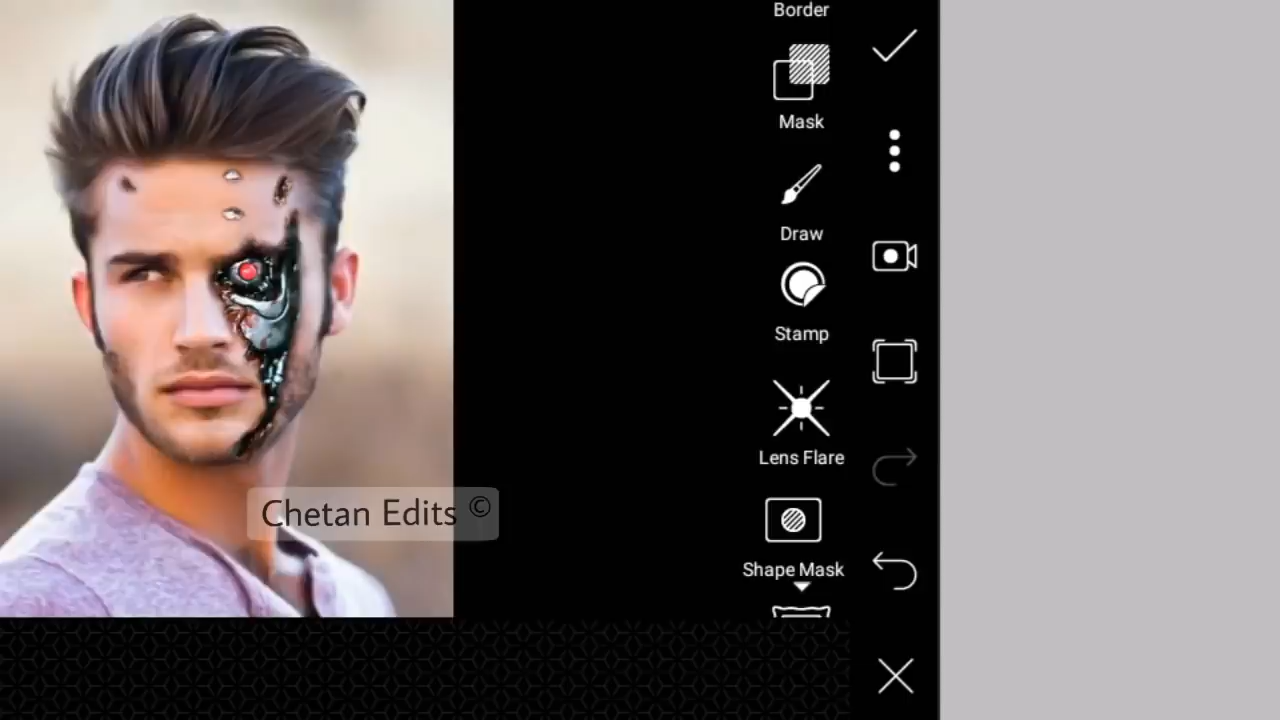 Border
Mask
Draw
Stamp
Lens Flare
Shape Mask
Chetan Edits ©